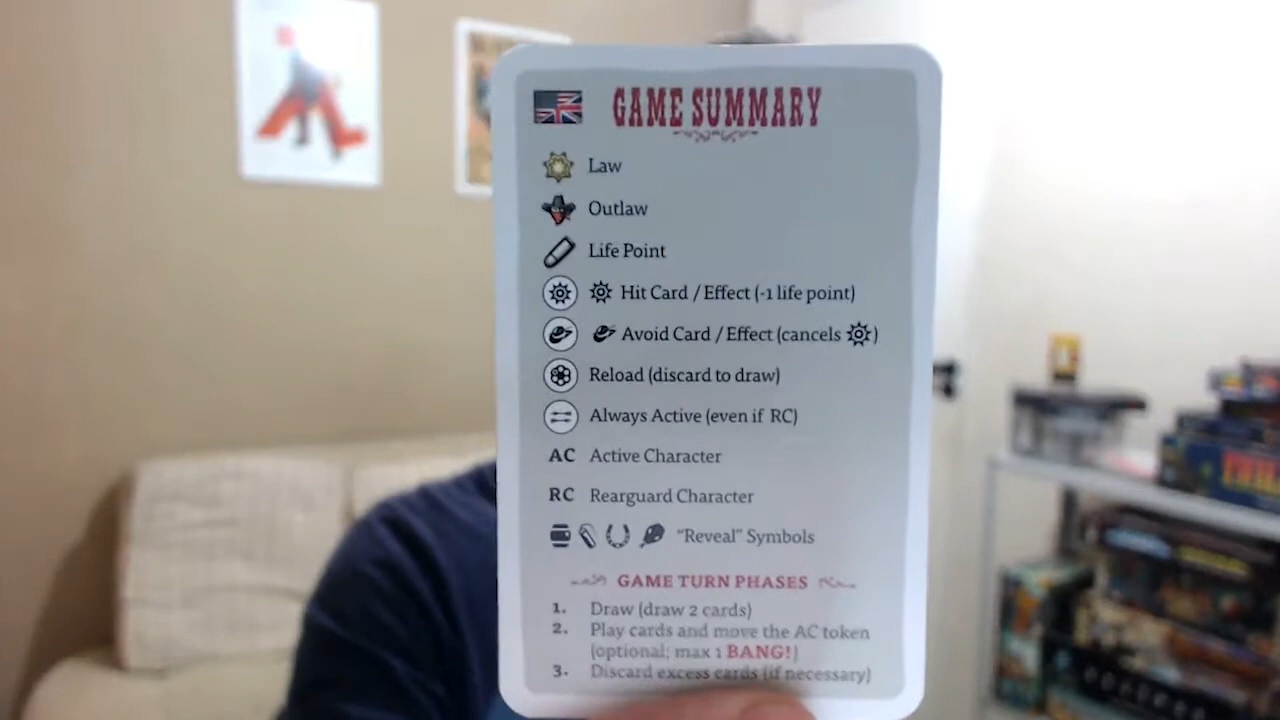 GAME SUMMARY
Law
Outlaw
Life Point
Hit Card / Effect (-1 life point)
Avoid Card / Effect (cancels )
Reload (discard to draw)
Always Active (even if RC)
AC Active Character
RC Rearguard Character
"Reveal" Symbols
GAME TURN PHASES
1. Draw (draw 2 cards)
2. Play cards and move the AC token
(optional; max 1 BANG!)
3. Discard excess cards (if necessary)